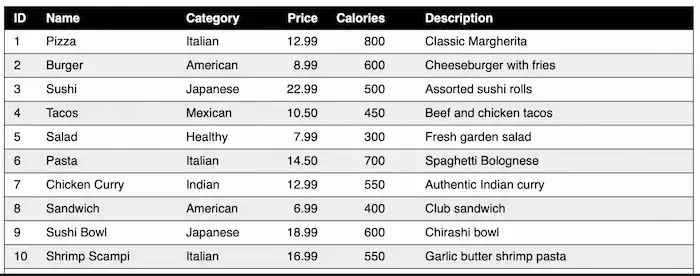 ID Name Category Price Calories Description
1 Pizza Italian 12.99 800 Classic Margherita
2 Burger American 8.99 600 Cheeseburger with fries
3 Sushi Japanese 22.99 500 Assorted sushi rolls
4 Tacos Mexican 10.50 450 Beef and chicken tacos
5 Salad Healthy 7.99 300 Fresh garden salad
6 Pasta Italian 14.50 700 Spaghetti Bolognese
7 Chicken Curry Indian 12.99 550 Authentic Indian curry
8 Sandwich American 6.99 400 Club sandwich
9 Sushi Bowl Japanese 18.99 600 Chirashi bowl
10 Shrimp Scampi Italian 16.99 550 Garlic butter shrimp pasta